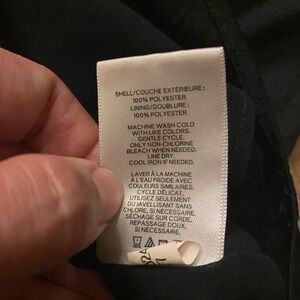 SHELL/COUCHE EXTÉRIEURE :
100% POLYESTER
LINING/DOUBLURE :
100% POLYESTER
MACHINE WASH COLD
WITH LIKE COLORS,
GENTLE CYCLE.
ONLY NON-CHLORINE
BLEACH WHEN NEEDED.
LINE DRY.
COOL IRON IF NEEDED.
LAVER À LA MACHINE
À L'EAU FROIDE AVEC
COULEURS SIMILAIRES.
CYCLE DÉLICAT.
UTILISEZ SEULEMENT
DU JAVELLISANT SANS
CHLORE, SI NÉCESSAIRE.
SÉCHAGE SUR CORDE.
REPASSAGE DOUX,
SI NÉCESSAIRE.